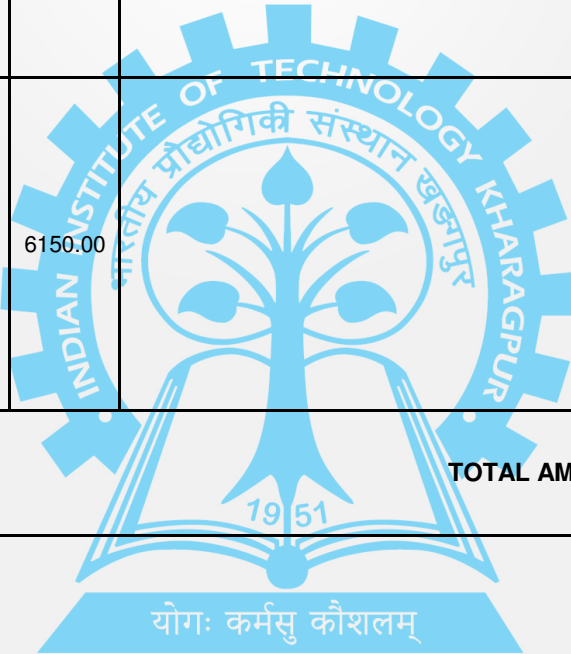 INDIAN INSTITUTE OF TECHNOLOGY KHARAGPUR
भारतीय प्रौद्योगिकी संस्थान खड़गपुर
6150.00
TOTAL AM
1951
योगः कर्मसु कौशलम्